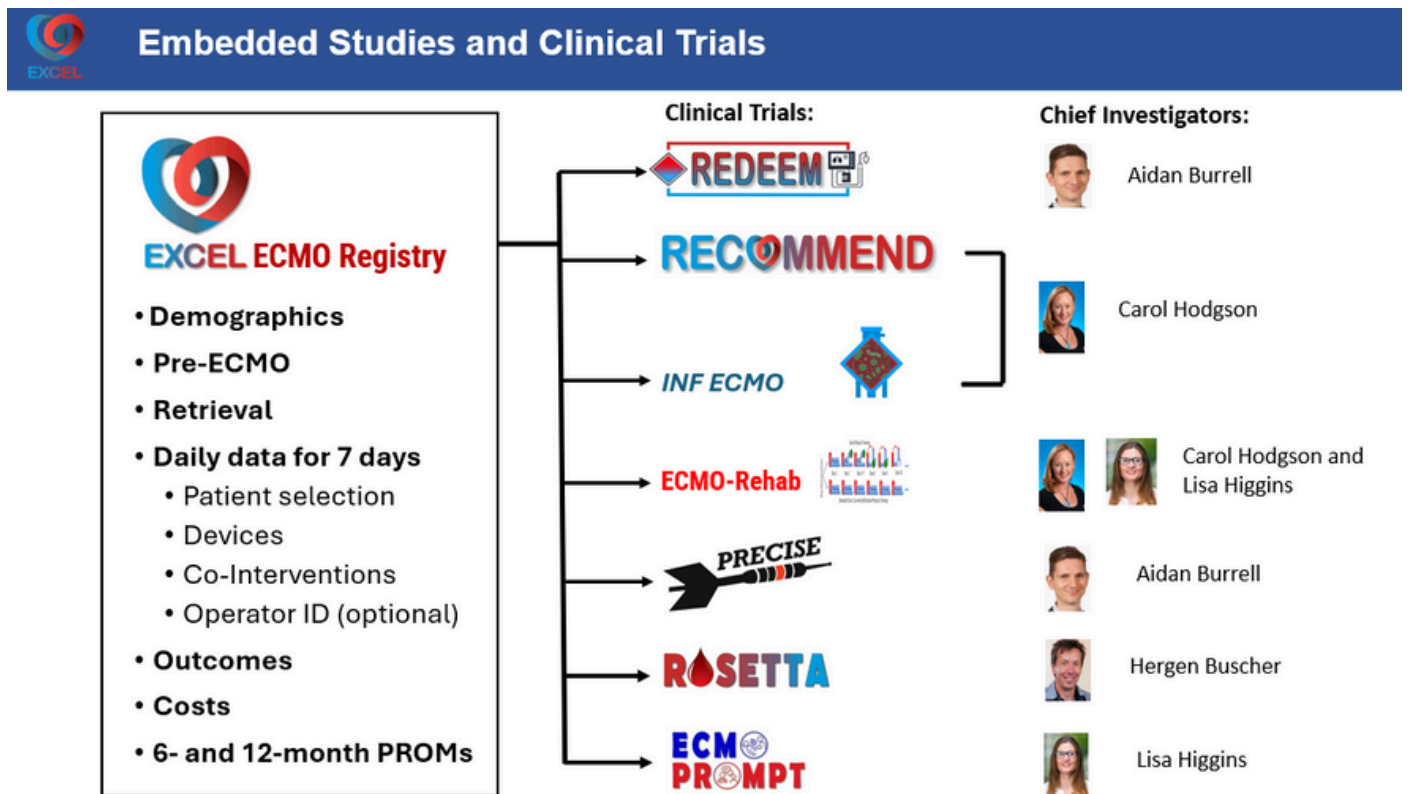 EXCEL
Embedded Studies and Clinical Trials
EXCEL ECMO Registry
• Demographics
• Pre-ECMO
• Retrieval
• Daily data for 7 days
• Patient selection
• Devices
• Co-Interventions
• Operator ID (optional)
• Outcomes
• Costs
• 6- and 12-month PROMs
Clinical Trials:
REDEEM
RECOMMEND
INF ECMO
ECMO-Rehab
PRECISE
ROSETTA
ECMO
PROMPT
Chief Investigators:
Aidan Burrell
Carol Hodgson
Carol Hodgson and
Lisa Higgins
Aidan Burrell
Hergen Buscher
Lisa Higgins